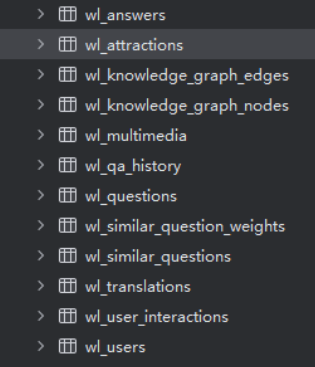 wl_answers
wl_attractions
wl_knowledge_graph_edges
wl_knowledge_graph_nodes
wl_multimedia
wl_qa_history
wl_questions
wl_similar_question_weights
wl_similar_questions
wl_translations
wl_user_interactions
wl_users